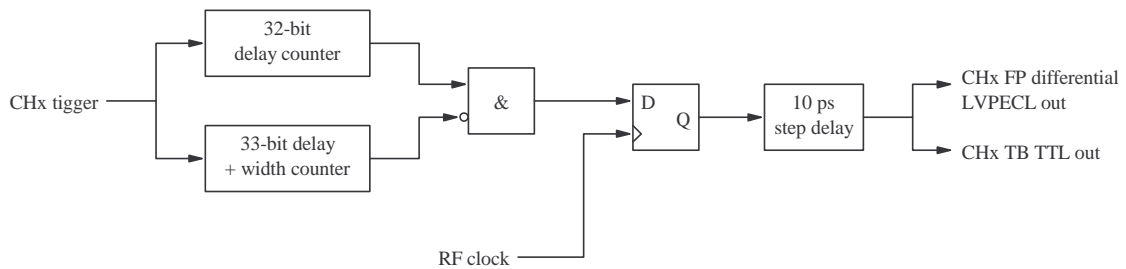 32-bit
delay counter
CHx tigger
33-bit delay
+ width counter
&
D
Q
10 ps
step delay
CHx FP differential
LVPECL out
CHx TB TTL out
RF clock